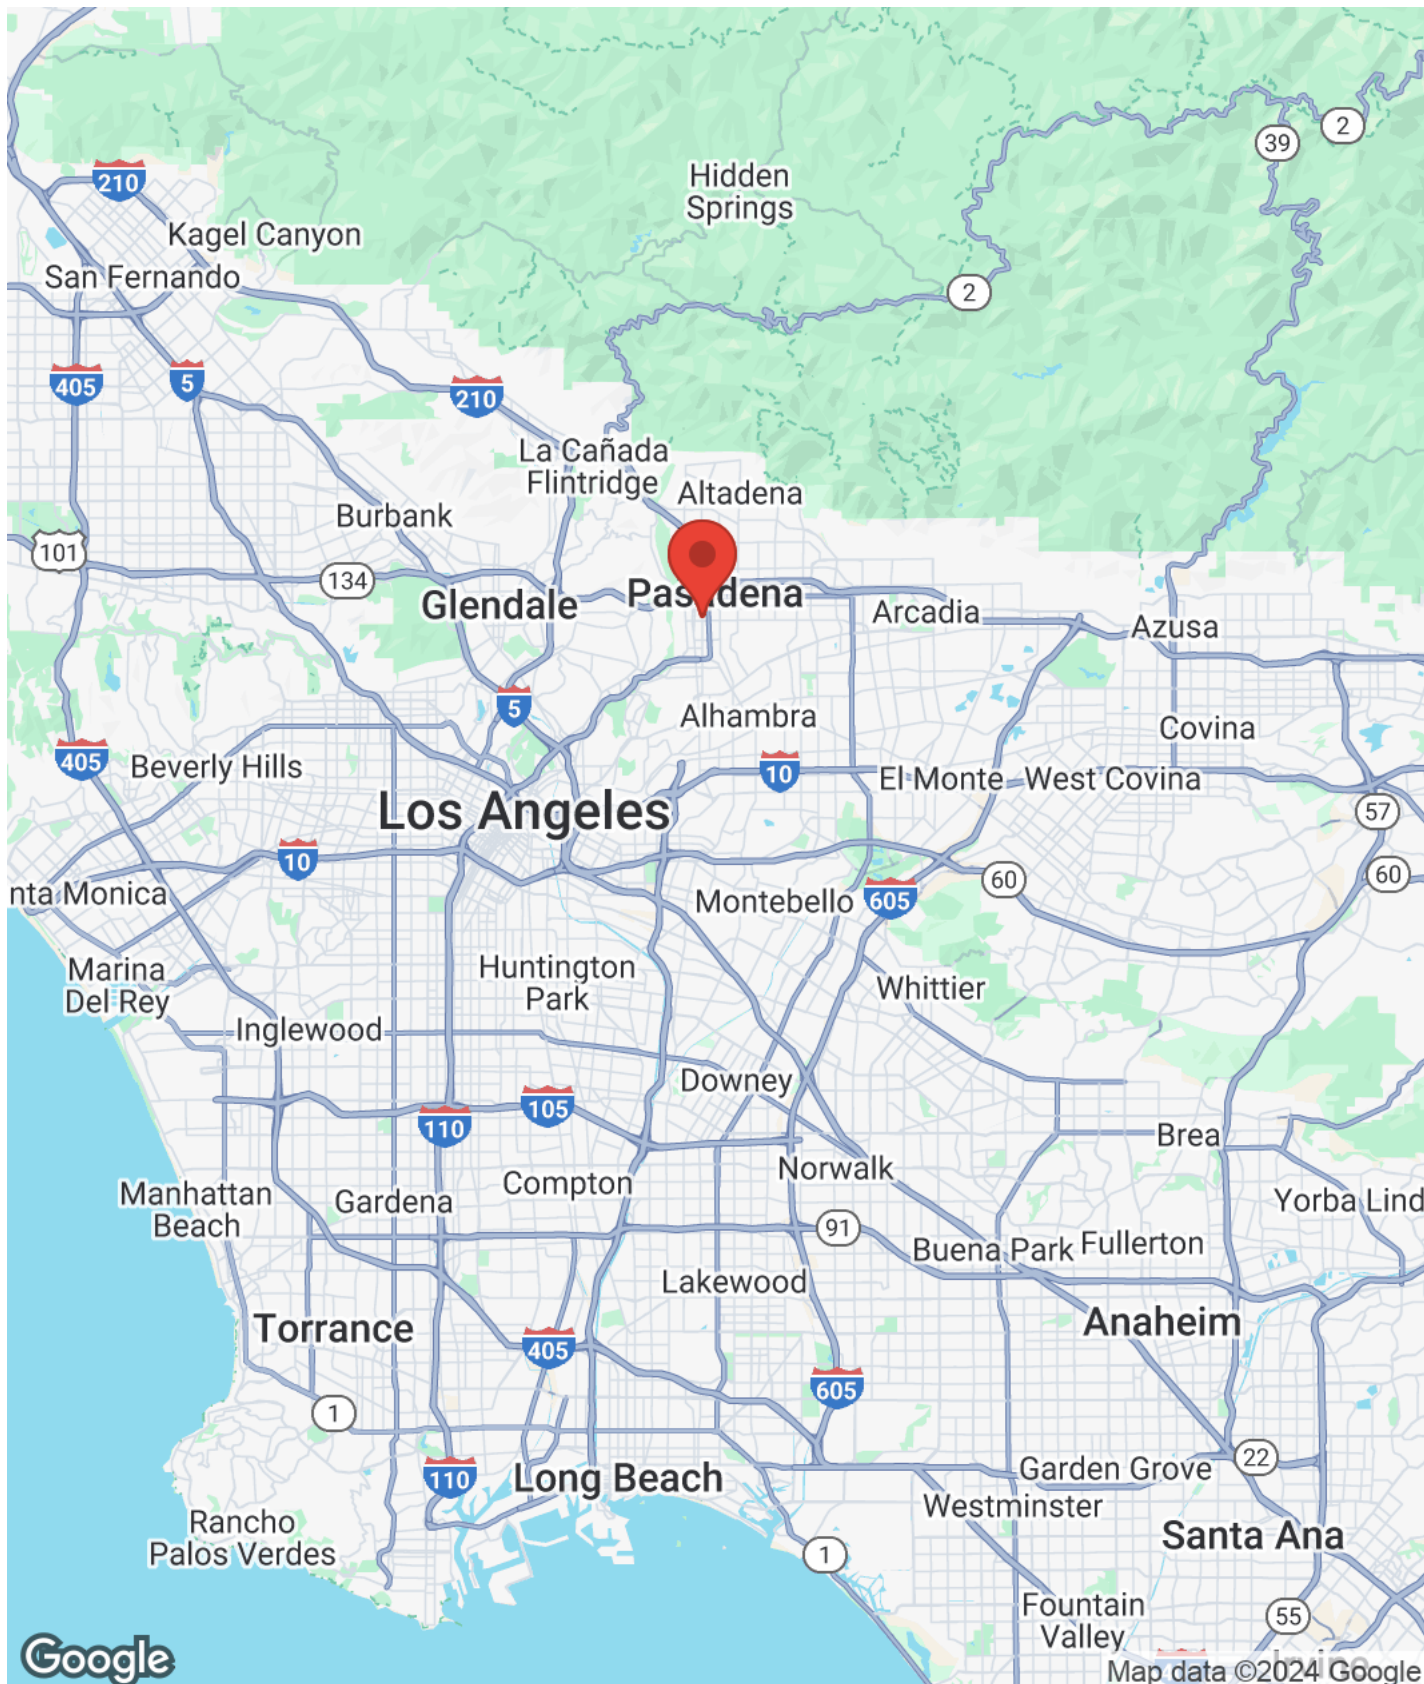 2
39
Hidden
Springs
210
Kagel Canyon
San Fernando
2
405
5
210
La Cañada
Flintridge
Altadena
Burbank
101
134
Glendale
Pasadena
Arcadia
Azusa
5
Alhambra
Covina
405
Beverly Hills
10
El Monte
West Covina
Los Angeles
57
10
60
60
nta Monica
Montebello
605
Marina
Del Rey
Huntington
Park
Whittier
Inglewood
Downey
105
110
Brea
Norwalk
Compton
Manhattan
Beach
Gardena
Yorba Lind
91
Buena Park
Fullerton
Lakewood
Torrance
Anaheim
405
605
1
22
110
Long Beach
Garden Grove
Westminster
Rancho
Palos Verdes
Santa Ana
1
Fountain
Valley
55
Google
Irvine
Map data ©2024 Google